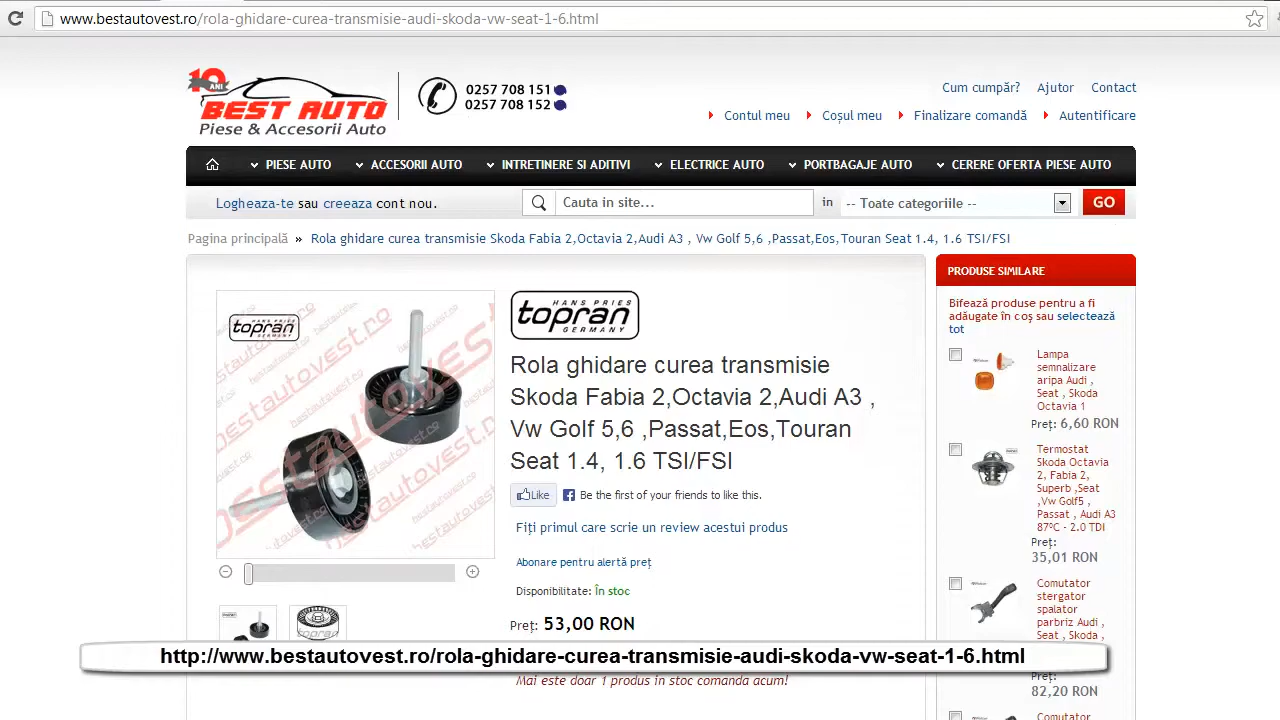 www.bestautovest.ro/rola-ghidare-curea-transmisie-audi-skoda-vw-seat-1-6.html
10 ANI
BEST AUTO
Piese & Accesorii Auto
0257 708 151
0257 708 152
Cum cumpăr? Ajutor Contact
Contul meu Coșul meu Finalizare comandă Autentificare
PIESE AUTO ACCESORII AUTO INTRETINERE SI ADITIVI ELECTRICE AUTO PORTBAGAJE AUTO CERERE OFERTA PIESE AUTO
Logheaza-te sau creeaza cont nou.
Cauta in site...
in
-- Toate categoriile --
GO
Pagina principală » Rola ghidare curea transmisie Skoda Fabia 2,Octavia 2,Audi A3 , Vw Golf 5,6 ,Passat,Eos,Touran Seat 1.4, 1.6 TSI/FSI
HANS PRIES
topran
GERMANY
bestautovest.ro
HANS PRIES
topran
GERMANY
Rola ghidare curea transmisie
Skoda Fabia 2,Octavia 2,Audi A3 ,
Vw Golf 5,6 ,Passat,Eos,Touran
Seat 1.4, 1.6 TSI/FSI
Like
Be the first of your friends to like this.
Fiți primul care scrie un review acestui produs
Abonare pentru alertă preț
Disponibilitate: În stoc
Preț: 53,00 RON
topran
http://www.bestautovest.ro/rola-ghidare-curea-transmisie-audi-skoda-vw-seat-1-6.html
Mai este doar 1 produs in stoc comanda acum!
PRODUSE SIMILARE
Bifează produse pentru a fi
adăugate în coș sau selectează
tot
Lampa
semnalizare
aripa Audi ,
Seat , Skoda
Octavia 1
Preț: 6,60 RON
Termostat
Skoda Octavia
2, Fabia 2,
Superb ,Seat
,Vw Golf5 ,
Passat , Audi A3
87ºC - 2.0 TDI
Preț:
35,01 RON
Comutator
stergator
spalator
parbriz Audi ,
Seat , Skoda ,
Preț:
82,20 RON
Comutator